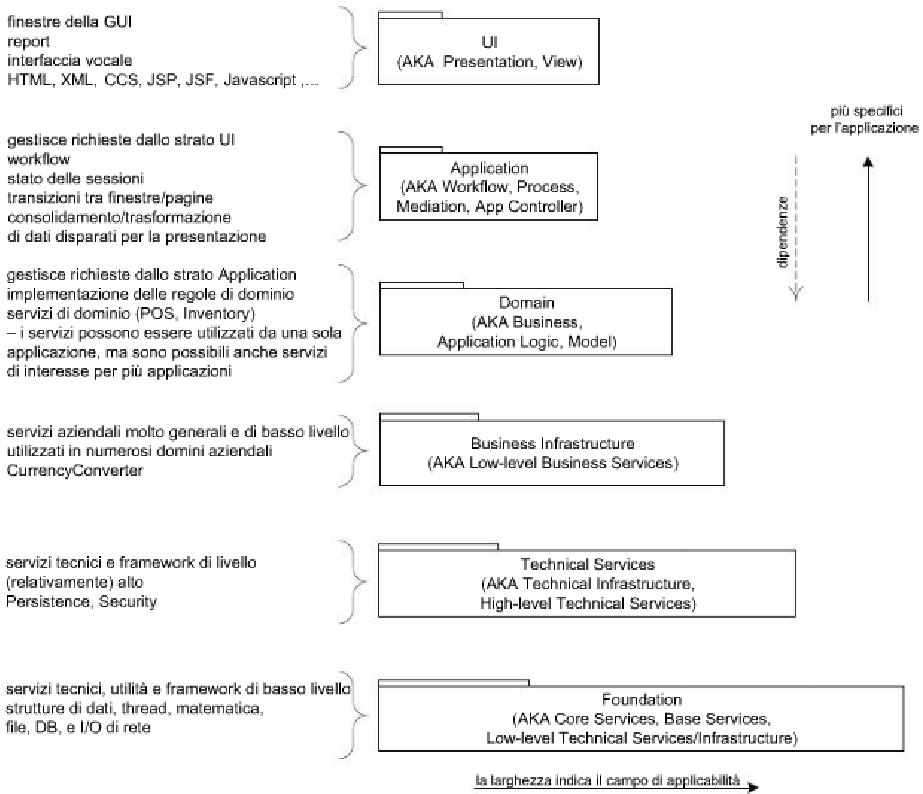 finestre della GUI
report
interfaccia vocale
HTML, XML, CCS, JSP, JSF, Javascript ,...
UI
(AKA Presentation, View)
più specifici
per l'applicazione
dipendenze
gestisce richieste dallo strato UI
workflow
stato delle sessioni
transizioni tra finestre/pagine
consolidamento/trasformazione
di dati disparati per la presentazione
Application
(AKA Workflow, Process,
Mediation, App Controller)
gestisce richieste dallo strato Application
implementazione delle regole di dominio
servizi di dominio (POS, Inventory)
– i servizi possono essere utilizzati da una sola
applicazione, ma sono possibili anche servizi
di interesse per più applicazioni
Domain
(AKA Business,
Application Logic, Model)
servizi aziendali molto generali e di basso livello
utilizzati in numerosi domini aziendali
CurrencyConverter
Business Infrastructure
(AKA Low-level Business Services)
servizi tecnici e framework di livello
(relativamente) alto
Persistence, Security
Technical Services
(AKA Technical Infrastructure,
High-level Technical Services)
servizi tecnici, utilità e framework di basso livello
strutture di dati, thread, matematica,
file, DB, e I/O di rete
Foundation
(AKA Core Services, Base Services,
Low-level Technical Services/Infrastructure)
la larghezza indica il campo di applicabilità